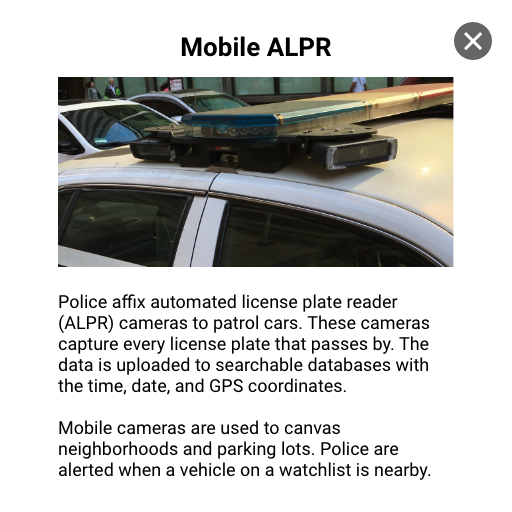 Mobile ALPR
Police affix automated license plate reader
(ALPR) cameras to patrol cars. These cameras
capture every license plate that passes by. The
data is uploaded to searchable databases with
the time, date, and GPS coordinates.
Mobile cameras are used to canvas
neighborhoods and parking lots. Police are
alerted when a vehicle on a watchlist is nearby.